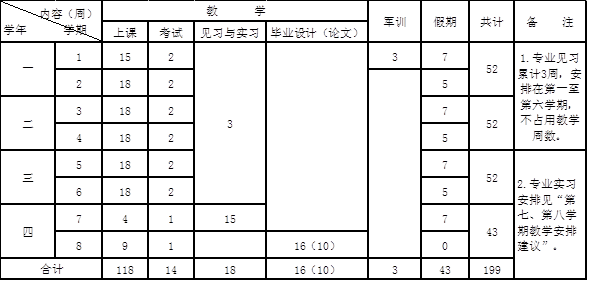 内容（周）
学年 学期
教 学
军训 假期 共计 备 注
上课 考试 见习与实习 毕业设计（论文）
一 1 15 2 3 3 7 52
2 18 2 5
二 3 18 2 7 52
4 18 2 5
三 5 18 2 7 52
6 18 2 5
四 7 4 1 15 7 43
8 9 1 16（10） 0
合计 118 14 18 16（10） 3 43 199
1.专业见习
累计3周，安
排在第一至
第六学期，
不占用教学
周数。
2.专业实习
安排见“第
七、第八学
期教学安排
建议”。